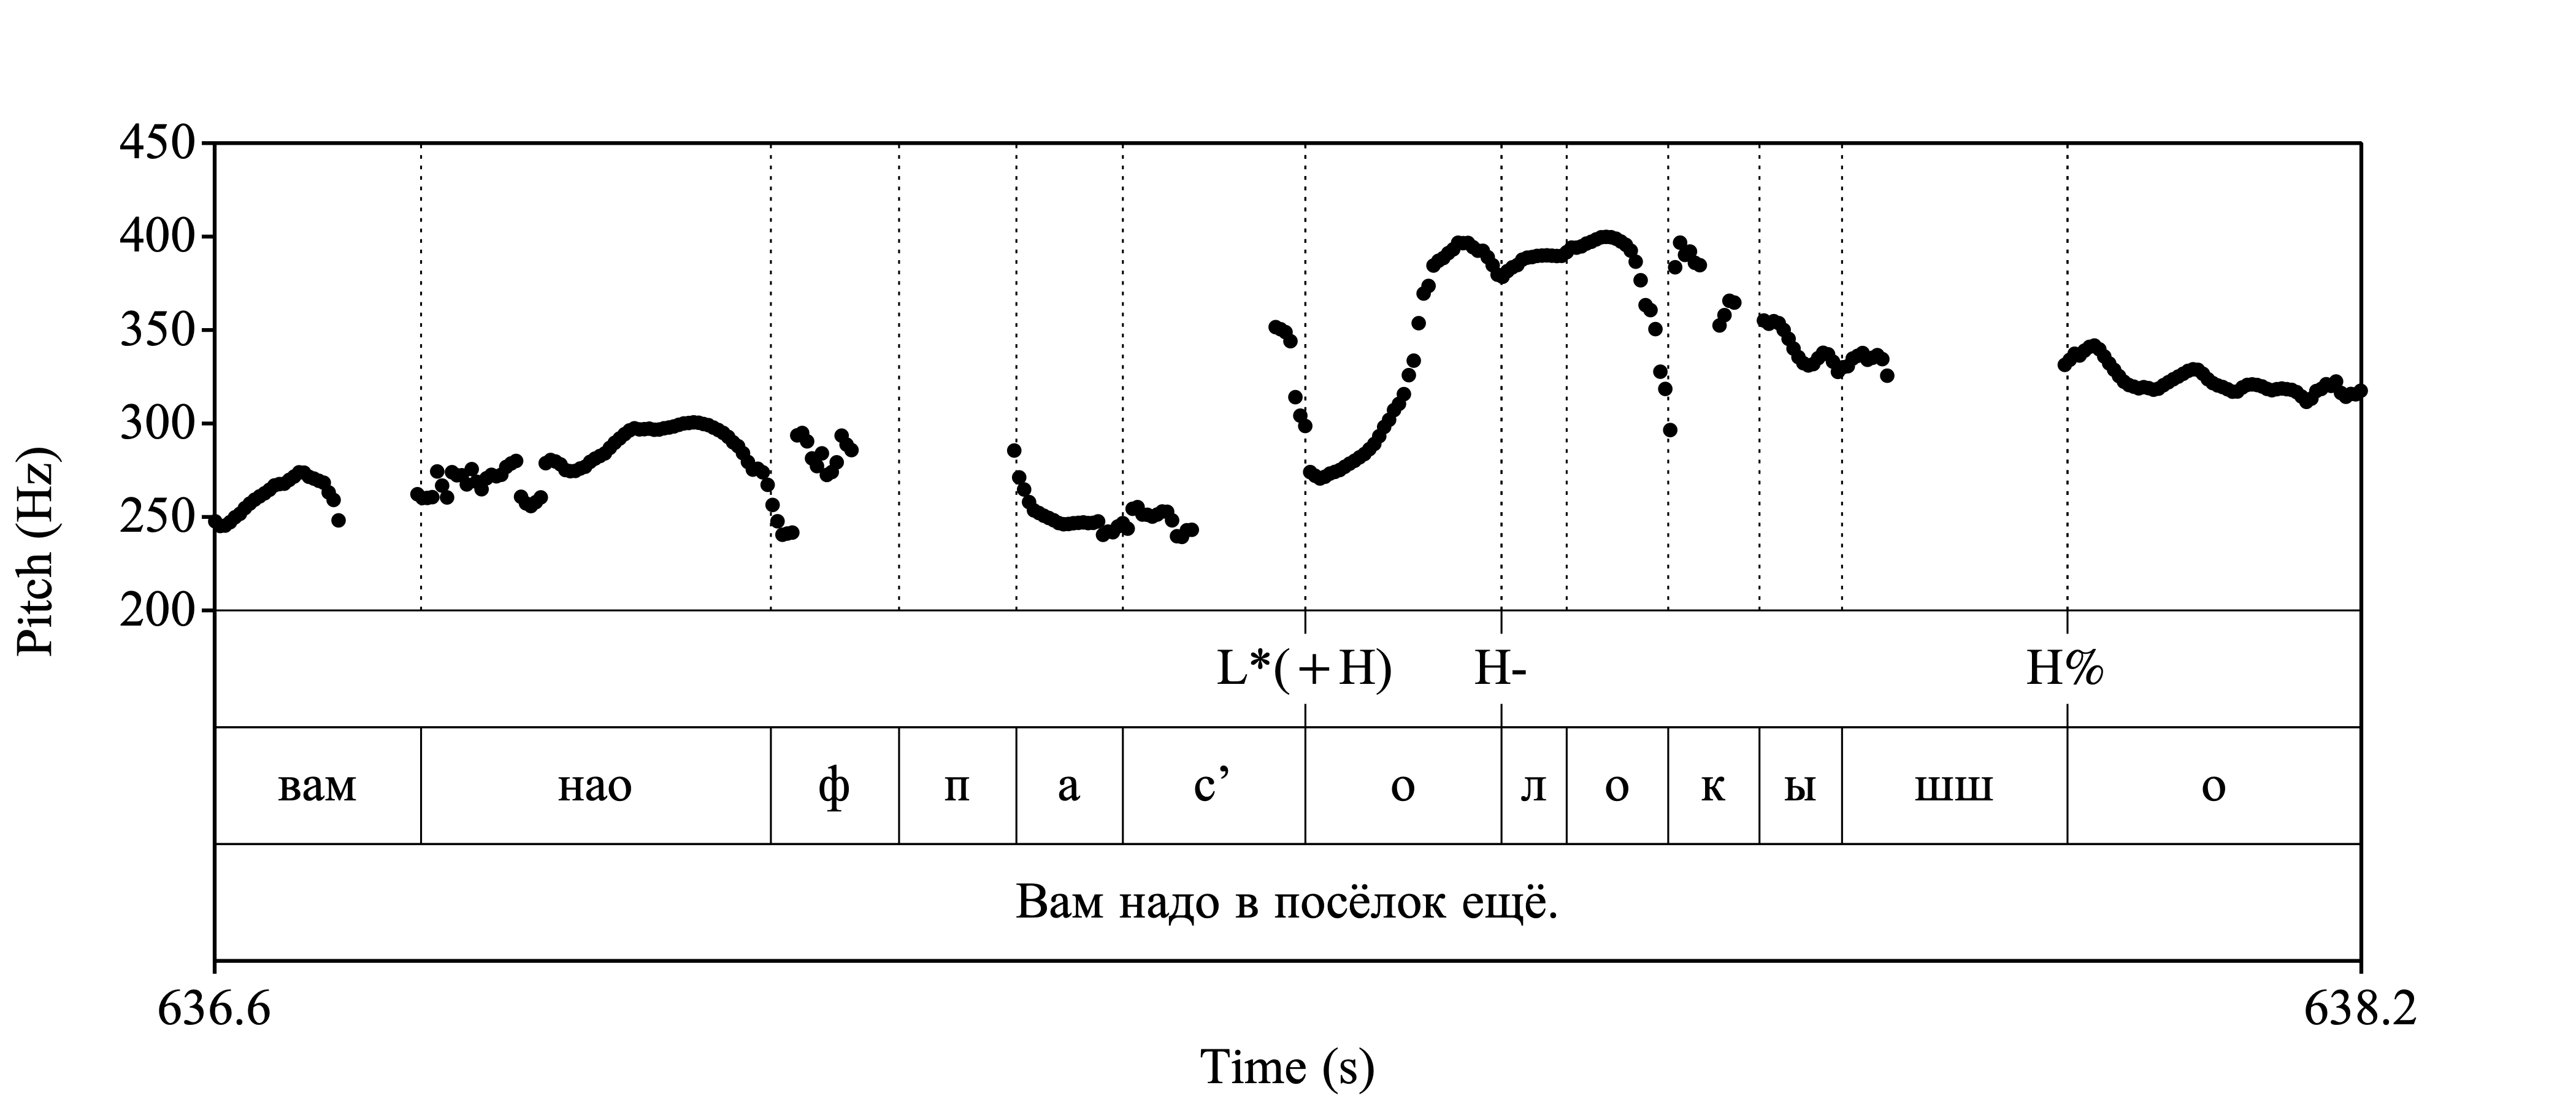 450
400
350
300
250
200
Pitch (Hz)
L*(+H) H- H%
вам нао ф п а с’ о л о к ы шш о
Вам надо в посёлок ещё.
636.6 638.2
Time (s)